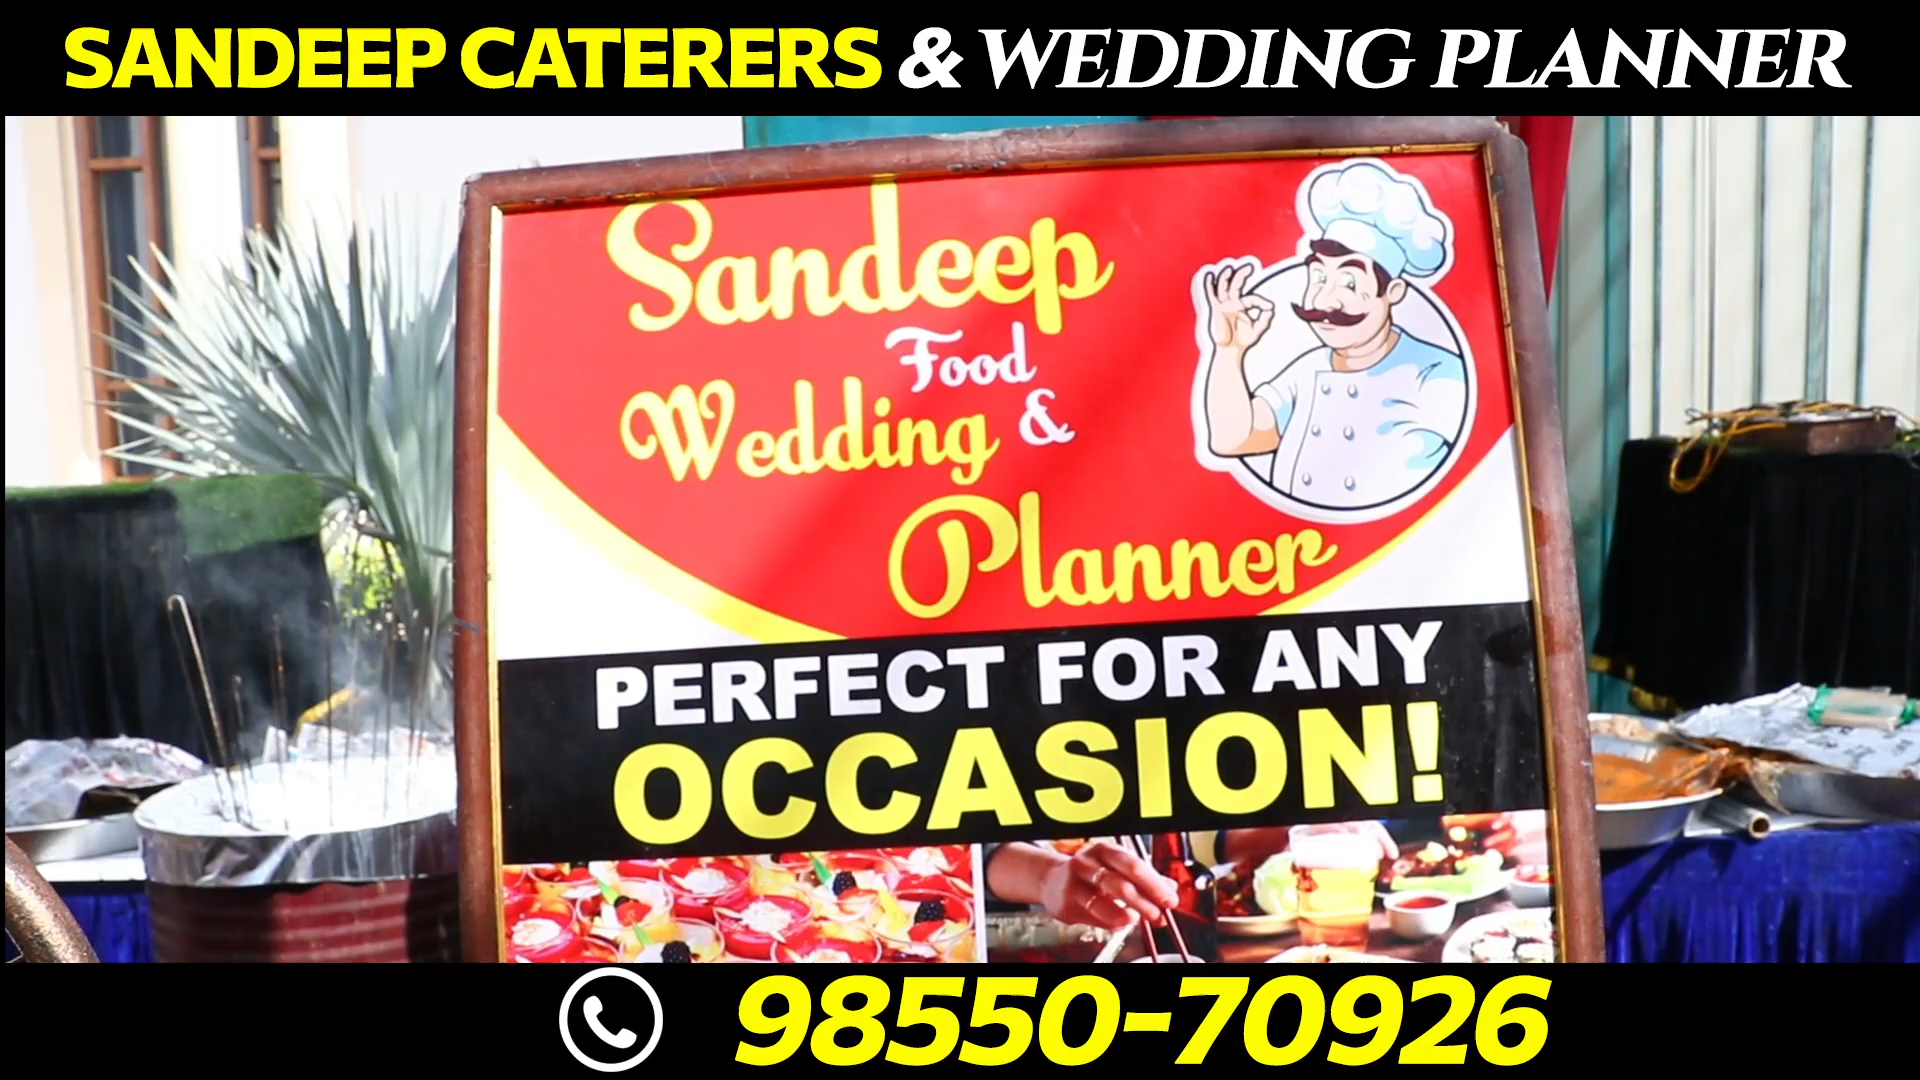 SANDEEP CATERERS & WEDDING PLANNER
Sandeep
Food
Wedding &
Planner
PERFECT FOR ANY
OCCASION!
98550-70926